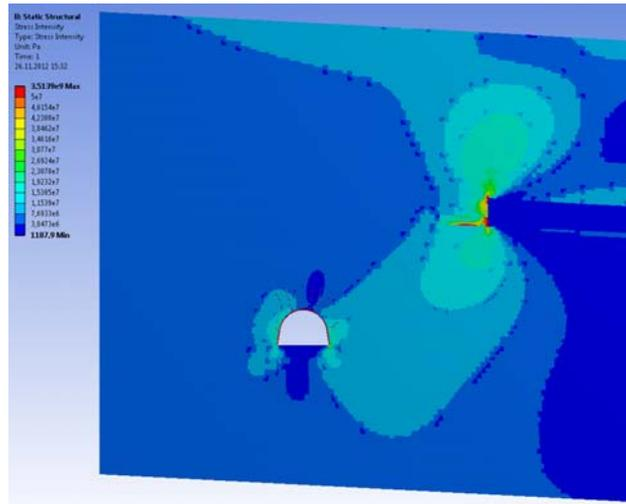 B: Static Structural
Stress Intensity
Type: Stress Intensity
Unit: Pa
Time: 1
26.11.2012 15:32
3,5139e9 Max
5e7
4,6154e7
4,2308e7
3,8462e7
3,4616e7
3,077e7
2,6924e7
2,3078e7
1,9232e7
1,5385e7
1,1539e7
7,6933e6
3,8473e6
1187,9 Min